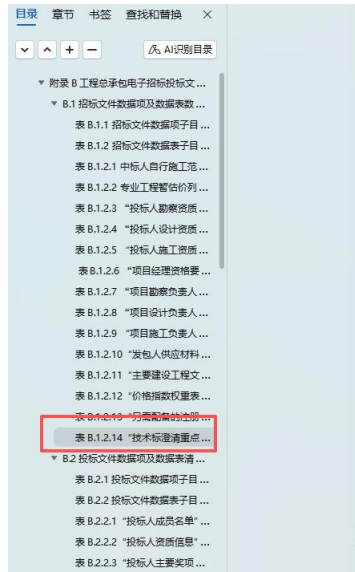 目录 章节 书签 查找和替换 ×
AI识别目录
附录 B 工程总承包电子招标投标文...
B.1 招标文件数据项及数据表数...
表 B.1.1 招标文件数据项子目...
表 B.1.2 招标文件数据表子目...
表 B.1.2.1 中标人自行施工范...
表 B.1.2.2 专业工程暂估价列...
表 B.1.2.3 “投标人勘察资质...
表 B.1.2.4 “投标人设计资质...
表 B.1.2.5 “投标人施工资质...
表 B.1.2.6 “项目经理资格要...
表 B.1.2.7 “项目勘察负责人...
表 B.1.2.8 “项目设计负责人...
表 B.1.2.9 “项目施工负责人...
表 B.1.2.10 “发包人供应材料...
表 B.1.2.11 “主要建设工程文...
表 B.1.2.12 “价格指数权重表...
表 B.1.2.13 “另需配备的注册...
表 B.1.2.14 “技术标澄清重点...
B.2 投标文件数据项及数据表清...
表 B.2.1 投标文件数据项子目...
表 B.2.2 投标文件数据表子目...
表 B.2.2.1 “投标人成员名单”...
表 B.2.2.2 “投标人资质信息”...
表 B.2.2.3 “投标人主要奖项...